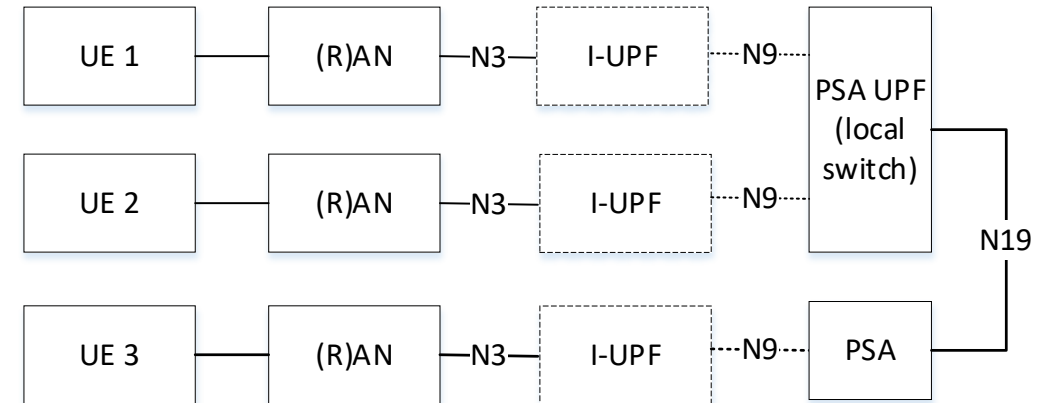 UE 1
(R)AN
N3
I-UPF
N9
PSA UPF
(local
switch)
UE 2
(R)AN
N3
I-UPF
N9
N19
UE 3
(R)AN
N3
I-UPF
N9
PSA